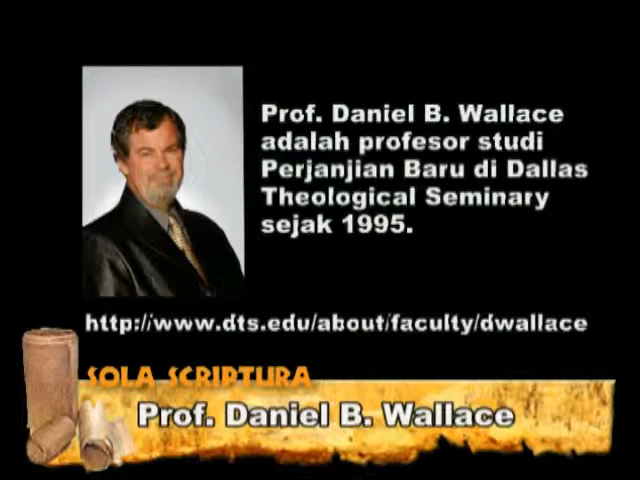 Prof. Daniel B. Wallace
adalah profesor studi
Perjanjian Baru di Dallas
Theological Seminary
sejak 1995.
http://www.dts.edu/about/faculty/dwallace
SOLA SCRIPTURA
Prof. Daniel B. Wallace